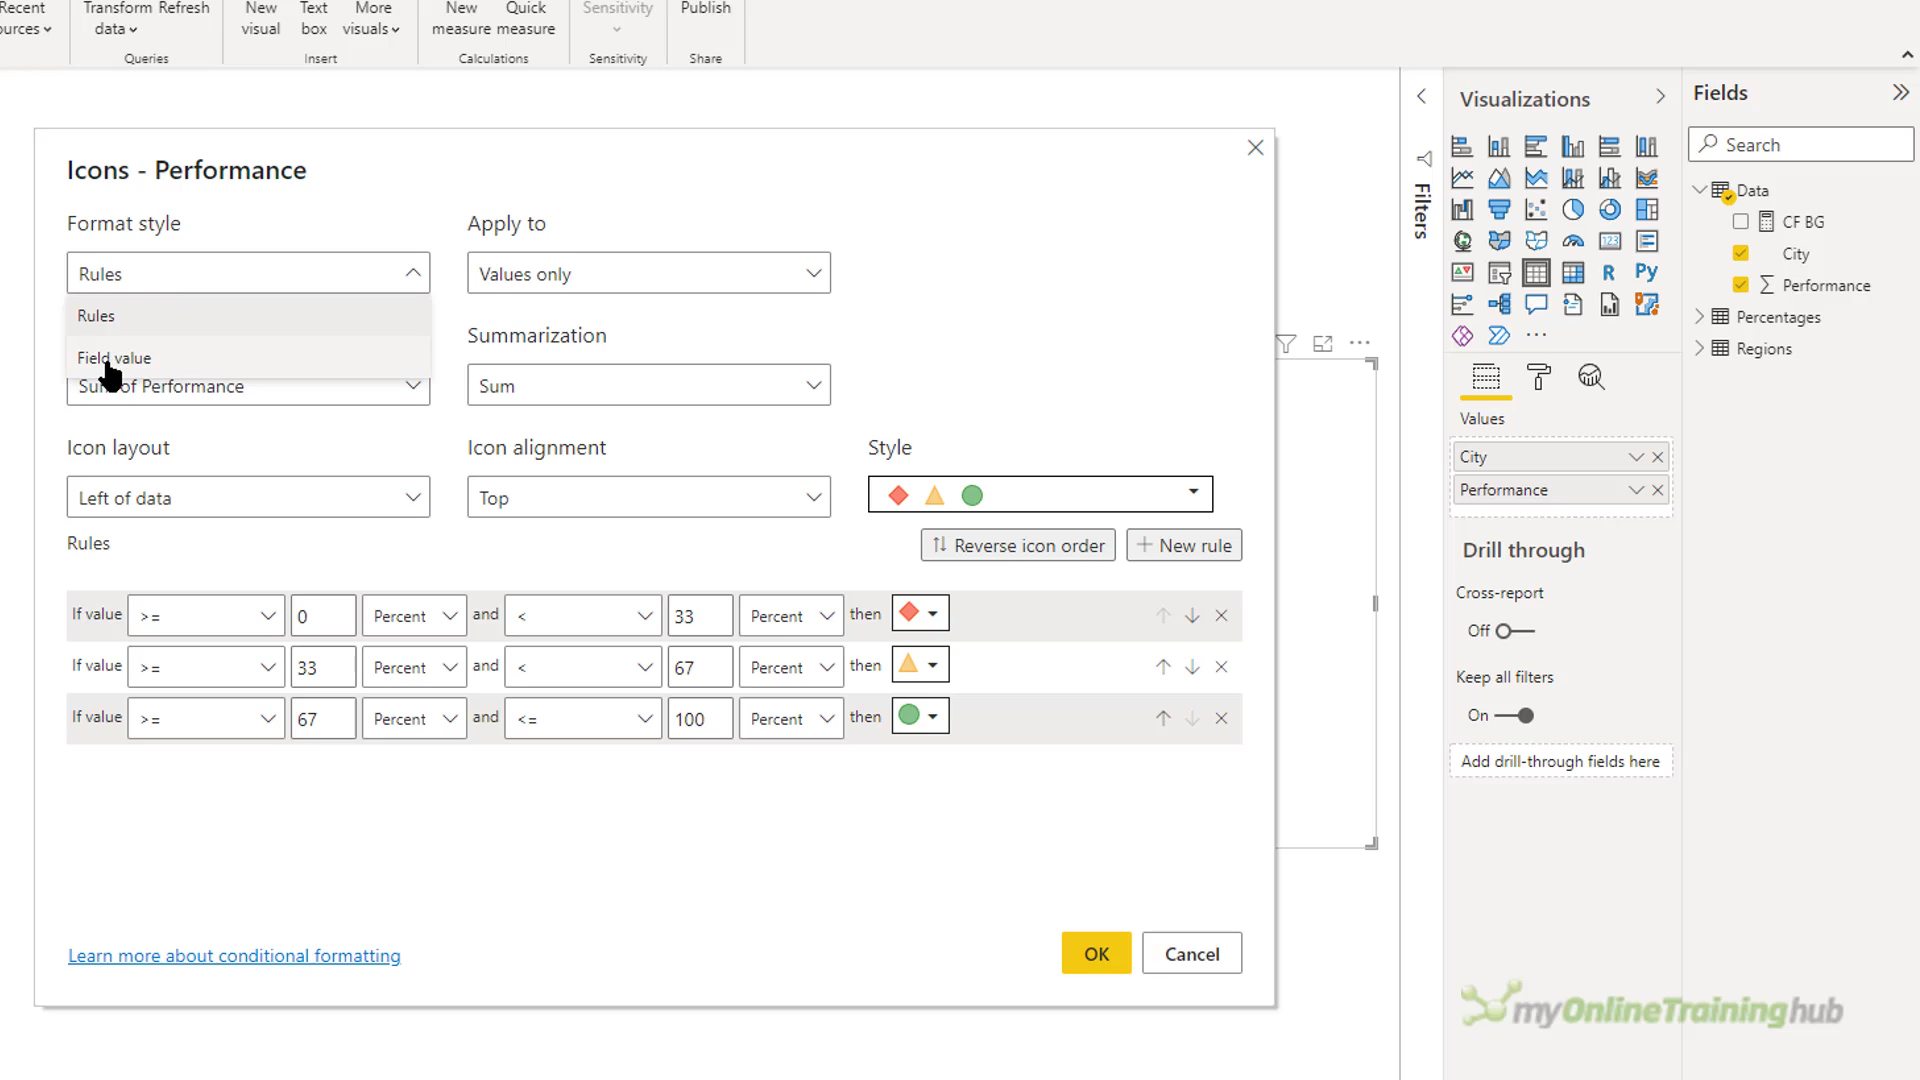 Recent
ources
Transform Refresh
data
Queries
New
visual
Text
box
More
visuals
Insert
New
measure
Quick
measure
Calculations
Sensitivity
Sensitivity
Publish
Share
Icons - Performance
Format style
Rules
Rules
Field value
Sum of Performance
Apply to
Values only
Summarization
Sum
Icon layout
Left of data
Icon alignment
Top
Style
Rules
Reverse icon order
New rule
If value >= 0 Percent and < 33 Percent then
If value >= 33 Percent and < 67 Percent then
If value >= 67 Percent and <= 100 Percent then
Learn more about conditional formatting
OK
Cancel
Filters
Visualizations
R
Py
123
Values
City
Performance
Drill through
Cross-report
Off
Keep all filters
On
Add drill-through fields here
Fields
Search
Data
CF BG
City
Performance
Percentages
Regions
myOnlineTraininghub